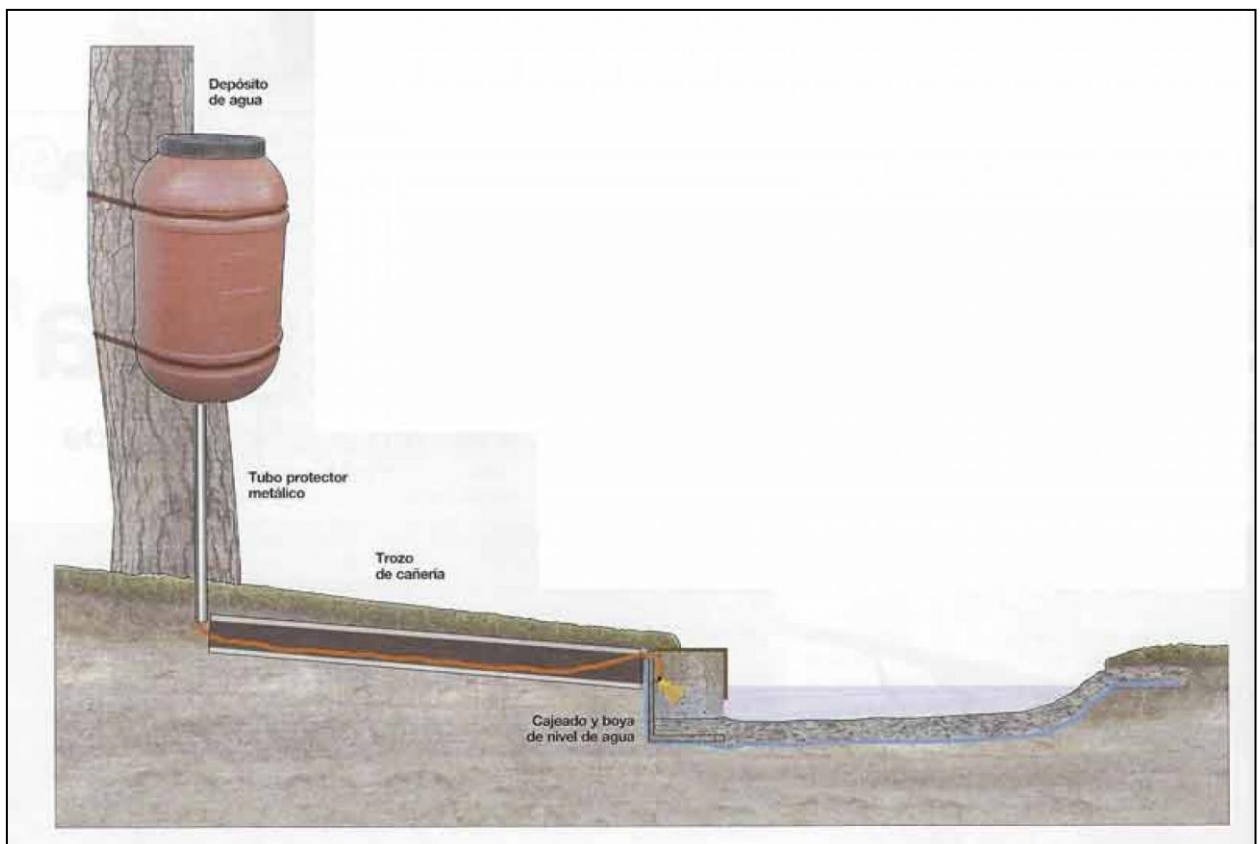 Depósito
de agua
Tubo protector
metálico
Trozo
de cañería
Cajeado y boya
de nivel de agua